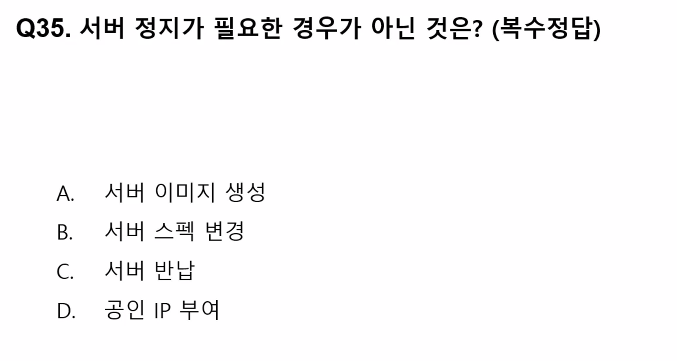 Q35. 서버 정지가 필요한 경우가 아닌 것은? (복수정답)
A. 서버 이미지 생성
B. 서버 스펙 변경
C. 서버 반납
D. 공인 IP 부여